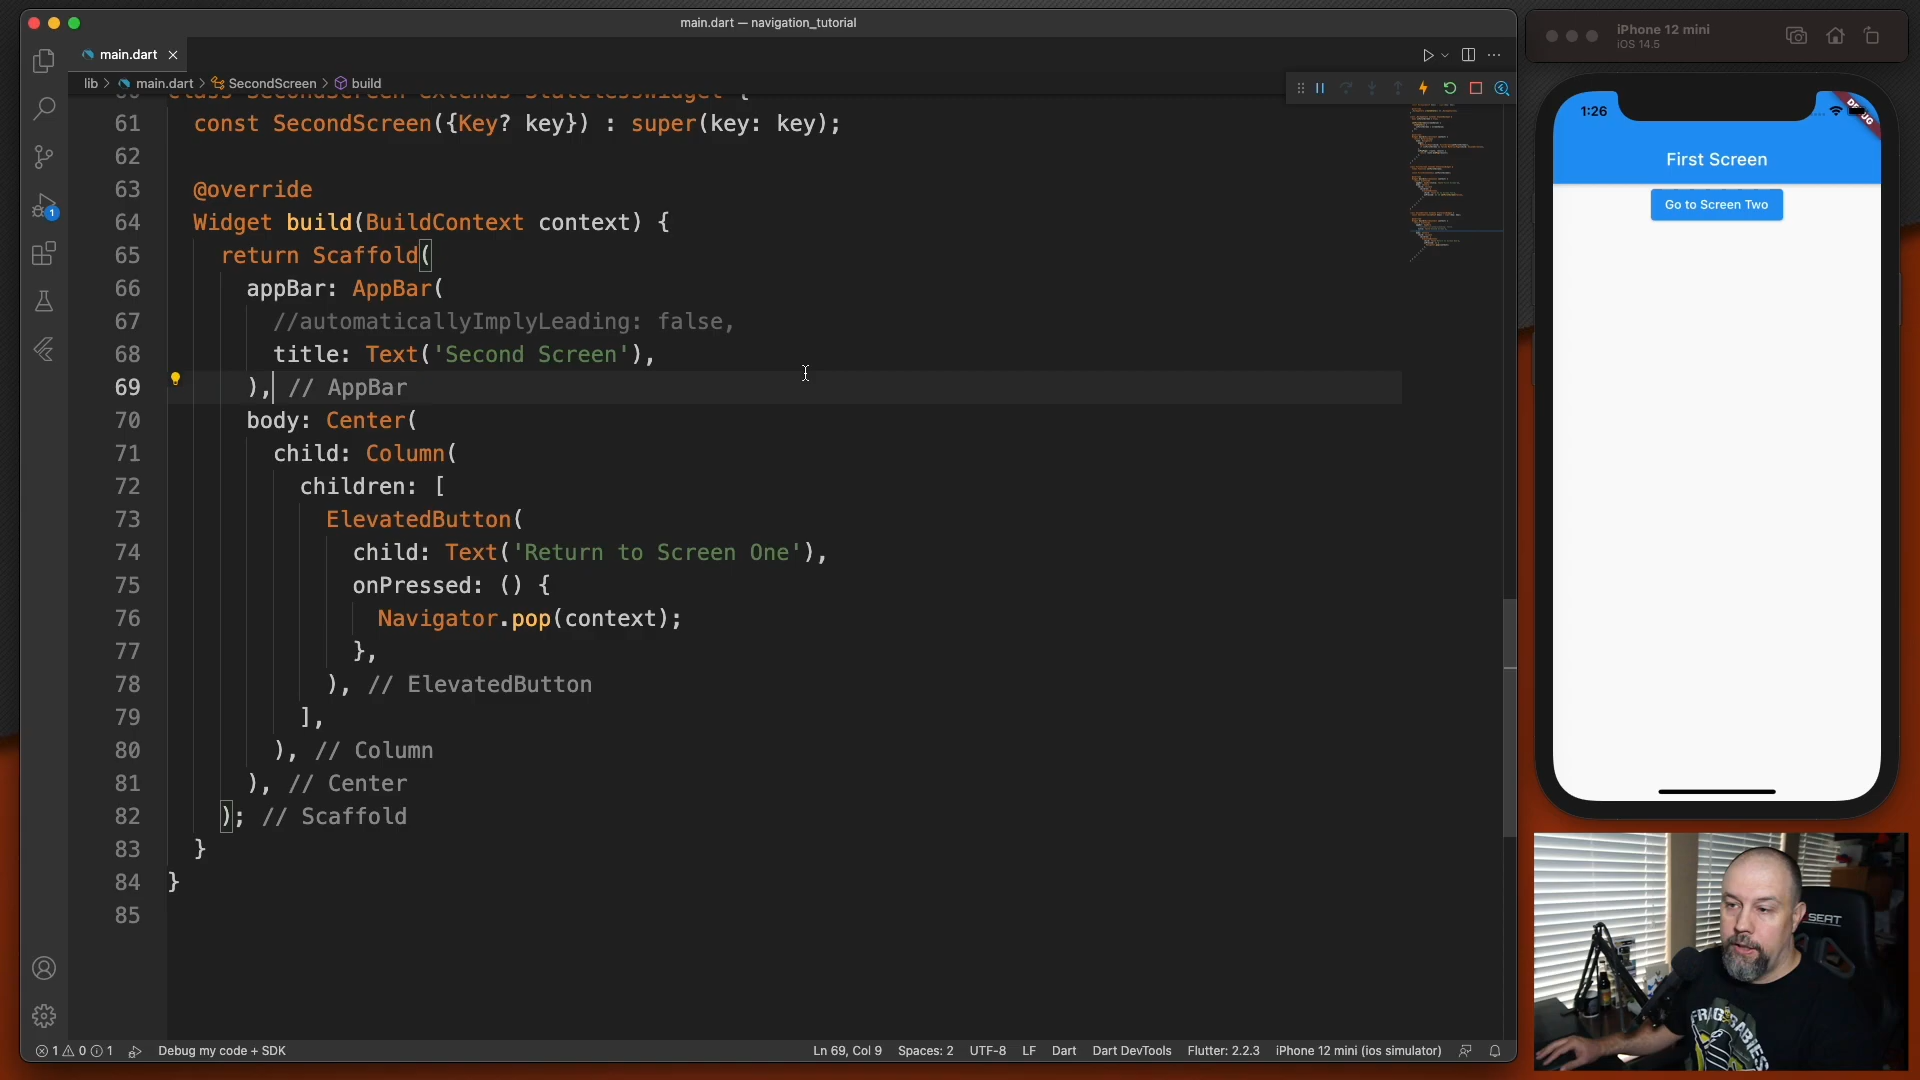 main.dart — navigation_tutorial
main.dart
lib > main.dart > SecondScreen > build
61 const SecondScreen({Key? key}) : super(key: key);
62
63 @override
64 Widget build(BuildContext context) {
65 return Scaffold(
66 appBar: AppBar(
67 //automaticallyImplyLeading: false,
68 title: Text('Second Screen'),
69 ), // AppBar
70 body: Center(
71 child: Column(
72 children: [
73 ElevatedButton(
74 child: Text('Return to Screen One'),
75 onPressed: () {
76 Navigator.pop(context);
77 },
78 ), // ElevatedButton
79 ],
80 ), // Column
81 ), // Center
82 ); // Scaffold
83 }
84 }
85
1
1 0 1 Debug my code + SDK Ln 69, Col 9 Spaces: 2 UTF-8 LF Dart Dart DevTools Flutter: 2.2.3 iPhone 12 mini (ios simulator)
iPhone 12 mini
iOS 14.5
1:26
First Screen
Go to Screen Two
SEAT